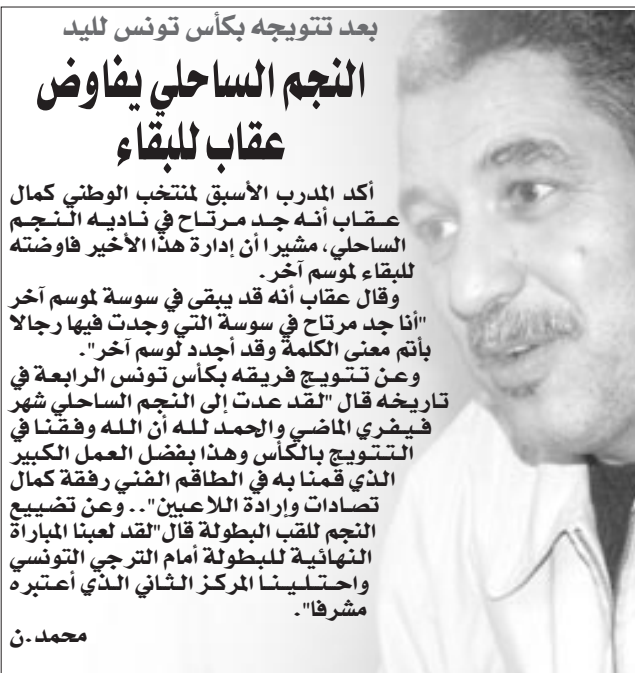 بعد تتويجه بكأس تونس لليد
النجم الساحلي يفاوض
عقاب للبقاء
أكد المدرب الأسبق لمنتخب الوطني كمال
عقاب أنه جد مرتاح في ناديه النجم
الساحلي، مشيرا أن إدارة هذا الأخير فاوضته
للبقاء لموسم آخر.
وقال عقاب أنه قد يبقى في سوسة لموسم آخر
"أنا جد مرتاح في سوسة التي وجدت فيها رجالا
بأتم معنى الكلمة وقد أجدد لوسم آخر".
وعن تتويج فريقه بكأس تونس الرابعة في
تاريخه قال "لقد عدت إلى النجم الساحلي شهر
فيفري الماضي والحمد لله أن الله وفقنا في
التتويج بالكأس وهذا بفضل العمل الكبير
الذي قمنا به في الطاقم الفني رفقة كمال
تصادات وإرادة اللاعبين".. وعن تضييع
النجم للقب البطولة قال"لقد لعبنا المباراة
النهائية للبطولة أمام الترجي التونسي
واحتلينا المركز الثاني الذي أعتبره
مشرفا".
محمد.ن